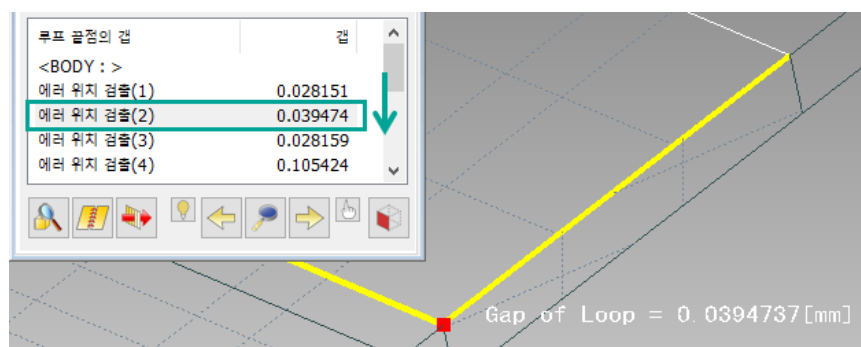 루프 끝점의 갭 갭
<BODY : >
에러 위치 검출(1) 0.028151
에러 위치 검출(2) 0.039474
에러 위치 검출(3) 0.028159
에러 위치 검출(4) 0.105424
Gap of Loop = 0.0394737[mm]